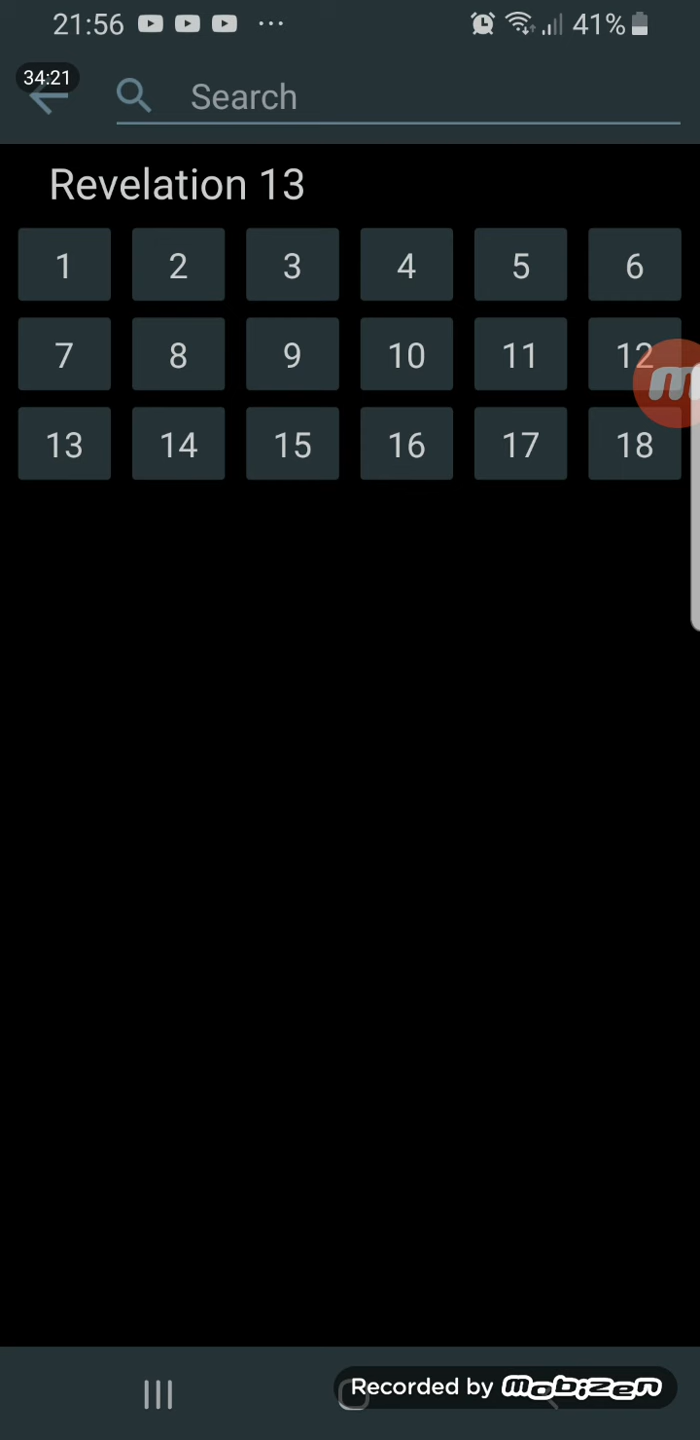 21:56 ... 41%
34:21
Search
Revelation 13
1 2 3 4 5 6
7 8 9 10 11 12
13 14 15 16 17 18
m
Recorded by mobizen